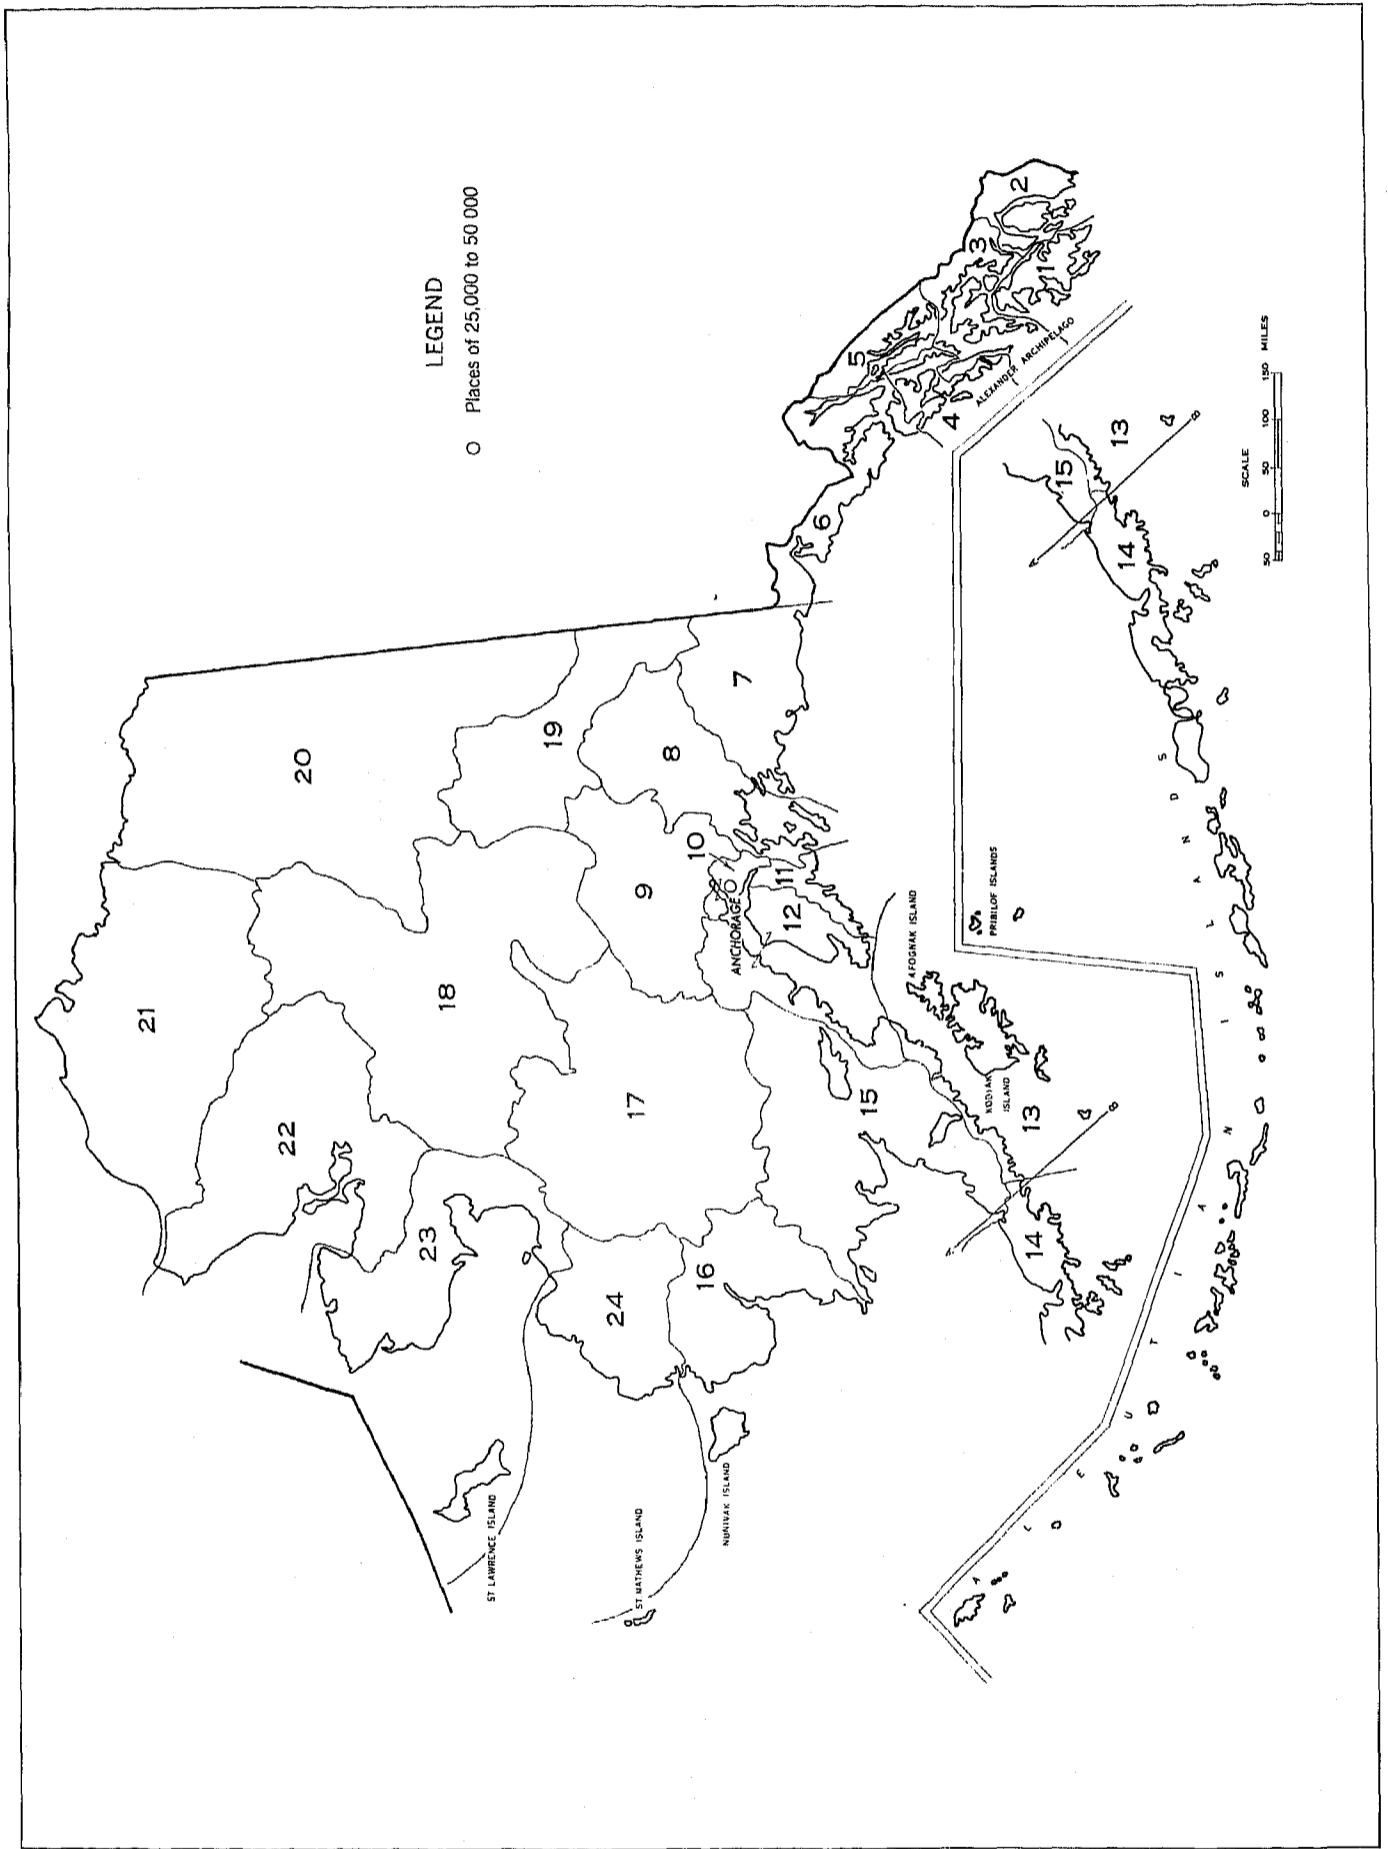 LEGEND
O Places of 25,000 to 50 000
21
20
22
18
19
23
17
9
8
7
10
ANCHORAGE
11
12
24
16
15
6
5
4
3
2
1
ALEXANDER ARCHIPELAGO
ST LAWRENCE ISLAND
ST MATHEWS ISLAND
NUNIVAK ISLAND
AFOGNAK ISLAND
KODIAK
ISLAND
13
14
PRIBILOF ISLANDS
15
13
14
ALEUTIAN ISLANDS
SCALE
50 0 50 100 150 MILES